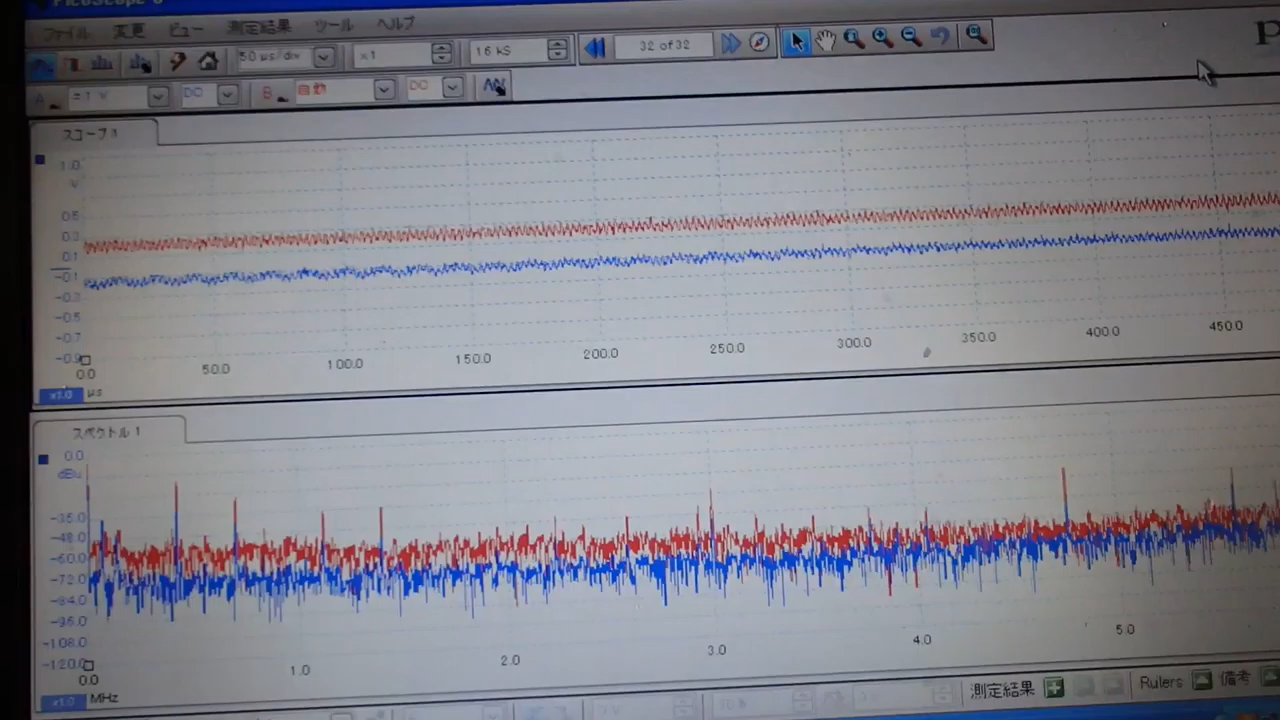 PicoScope 6
ファイル 変更 ビュー 測定結果 ツール ヘルプ
50 µs/div x1 16 kS 32 of 32
A ±1 V DC B 自動 DC
スコープ 1
1.0
V
0.5
0.3
0.1
-0.1
-0.3
-0.5
-0.7
-0.9
0.0 50.0 100.0 150.0 200.0 250.0 300.0 350.0 400.0 450.0
x1.0 µs
スペクトル 1
0.0
dBu
-36.0
-48.0
-60.0
-72.0
-84.0
-96.0
-108.0
-120.0
0.0 1.0 2.0 3.0 4.0 5.0
x1.0 MHz
測定結果 Rulers 備考